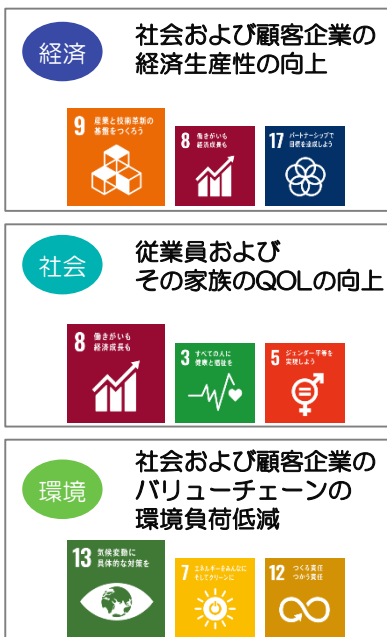 経済
社会および顧客企業の
経済生産性の向上
9 産業と技術革新の
基盤をつくろう
8 働きがいも
経済成長も
17 パートナーシップで
目標を達成しよう
社会
従業員および
その家族のQOLの向上
8 働きがいも
経済成長も
3 すべての人に
健康と福祉を
5 ジェンダー平等を
実現しよう
環境
社会および顧客企業の
バリューチェーンの
環境負荷低減
13 気候変動に
具体的な対策を
7 エネルギーをみんなに
そしてクリーンに
12 つくる責任
つかう責任